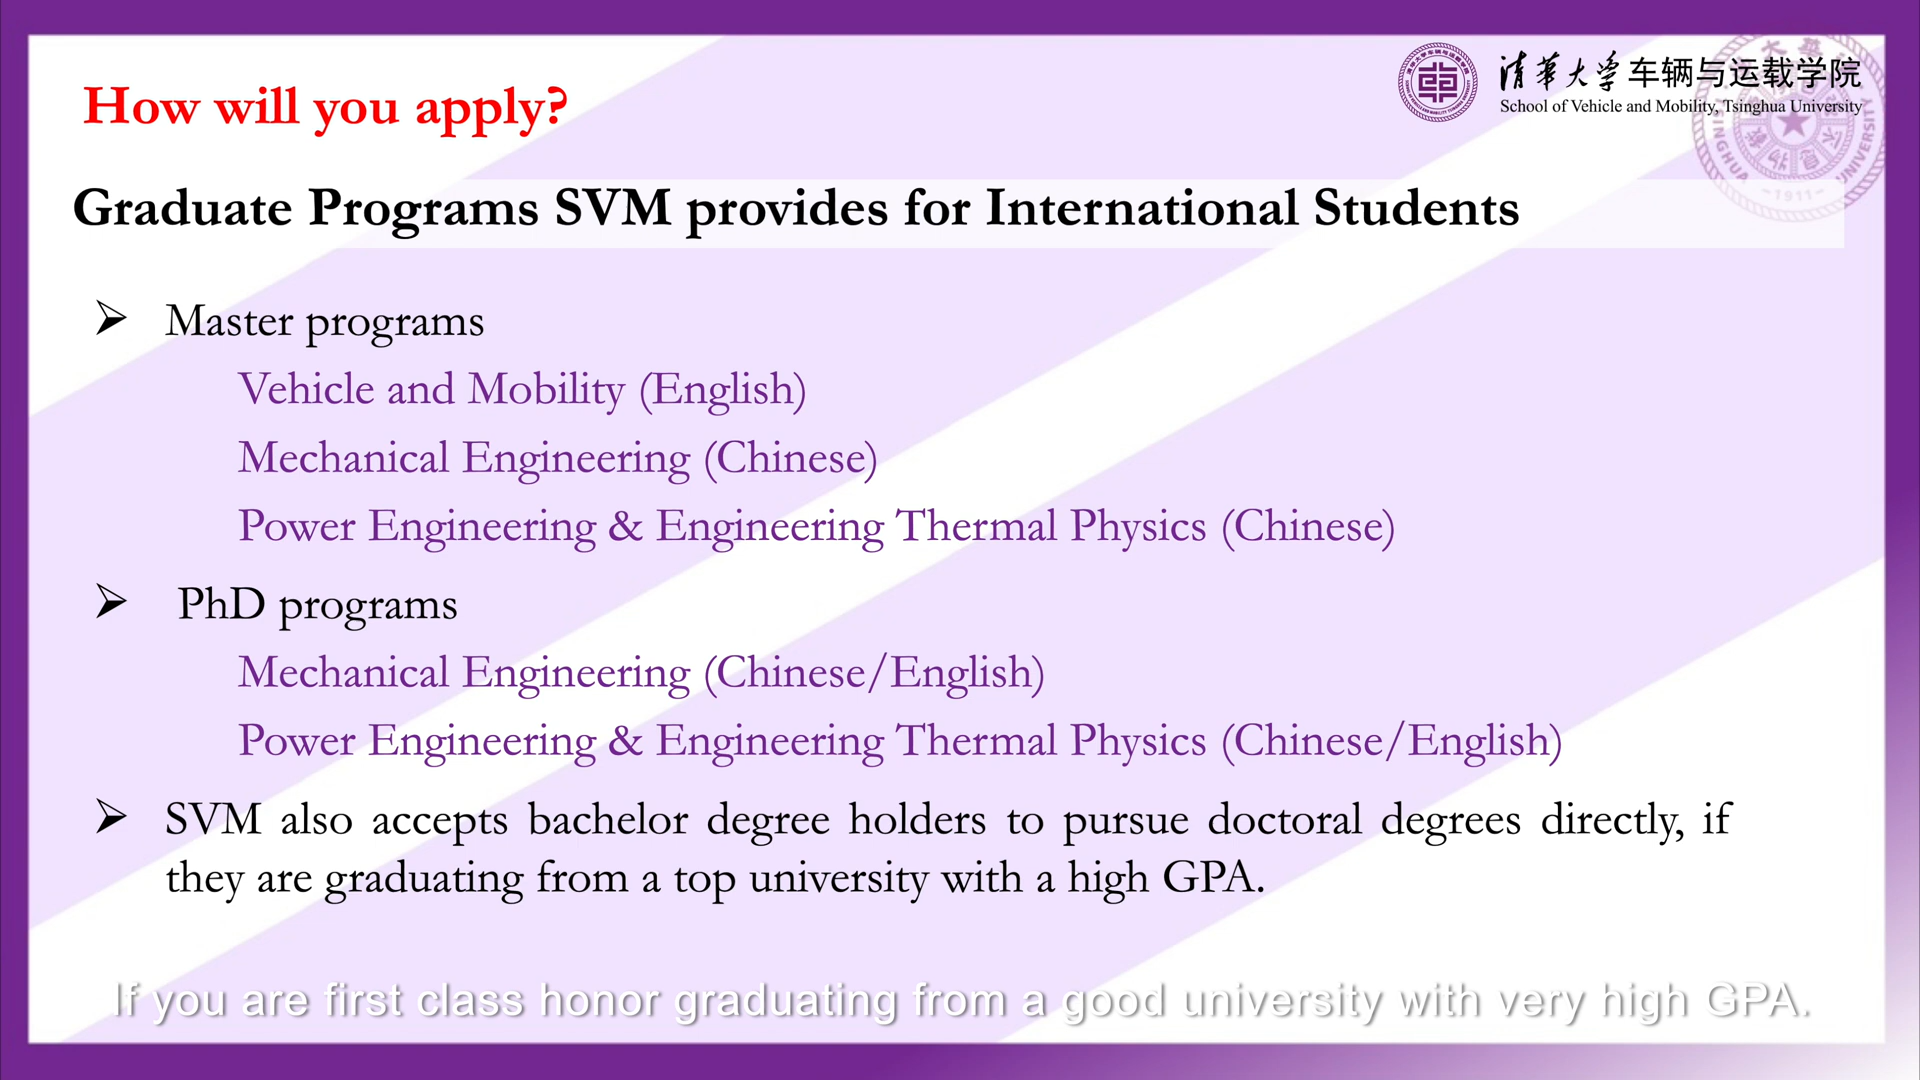 How will you apply?
清华大学车辆与运载学院
School of Vehicle and Mobility, Tsinghua University
Graduate Programs SVM provides for International Students
➢ Master programs
Vehicle and Mobility (English)
Mechanical Engineering (Chinese)
Power Engineering & Engineering Thermal Physics (Chinese)
➢ PhD programs
Mechanical Engineering (Chinese/English)
Power Engineering & Engineering Thermal Physics (Chinese/English)
➢ SVM also accepts bachelor degree holders to pursue doctoral degrees directly, if
they are graduating from a top university with a high GPA.
If you are first class honor graduating from a good university with very high GPA.